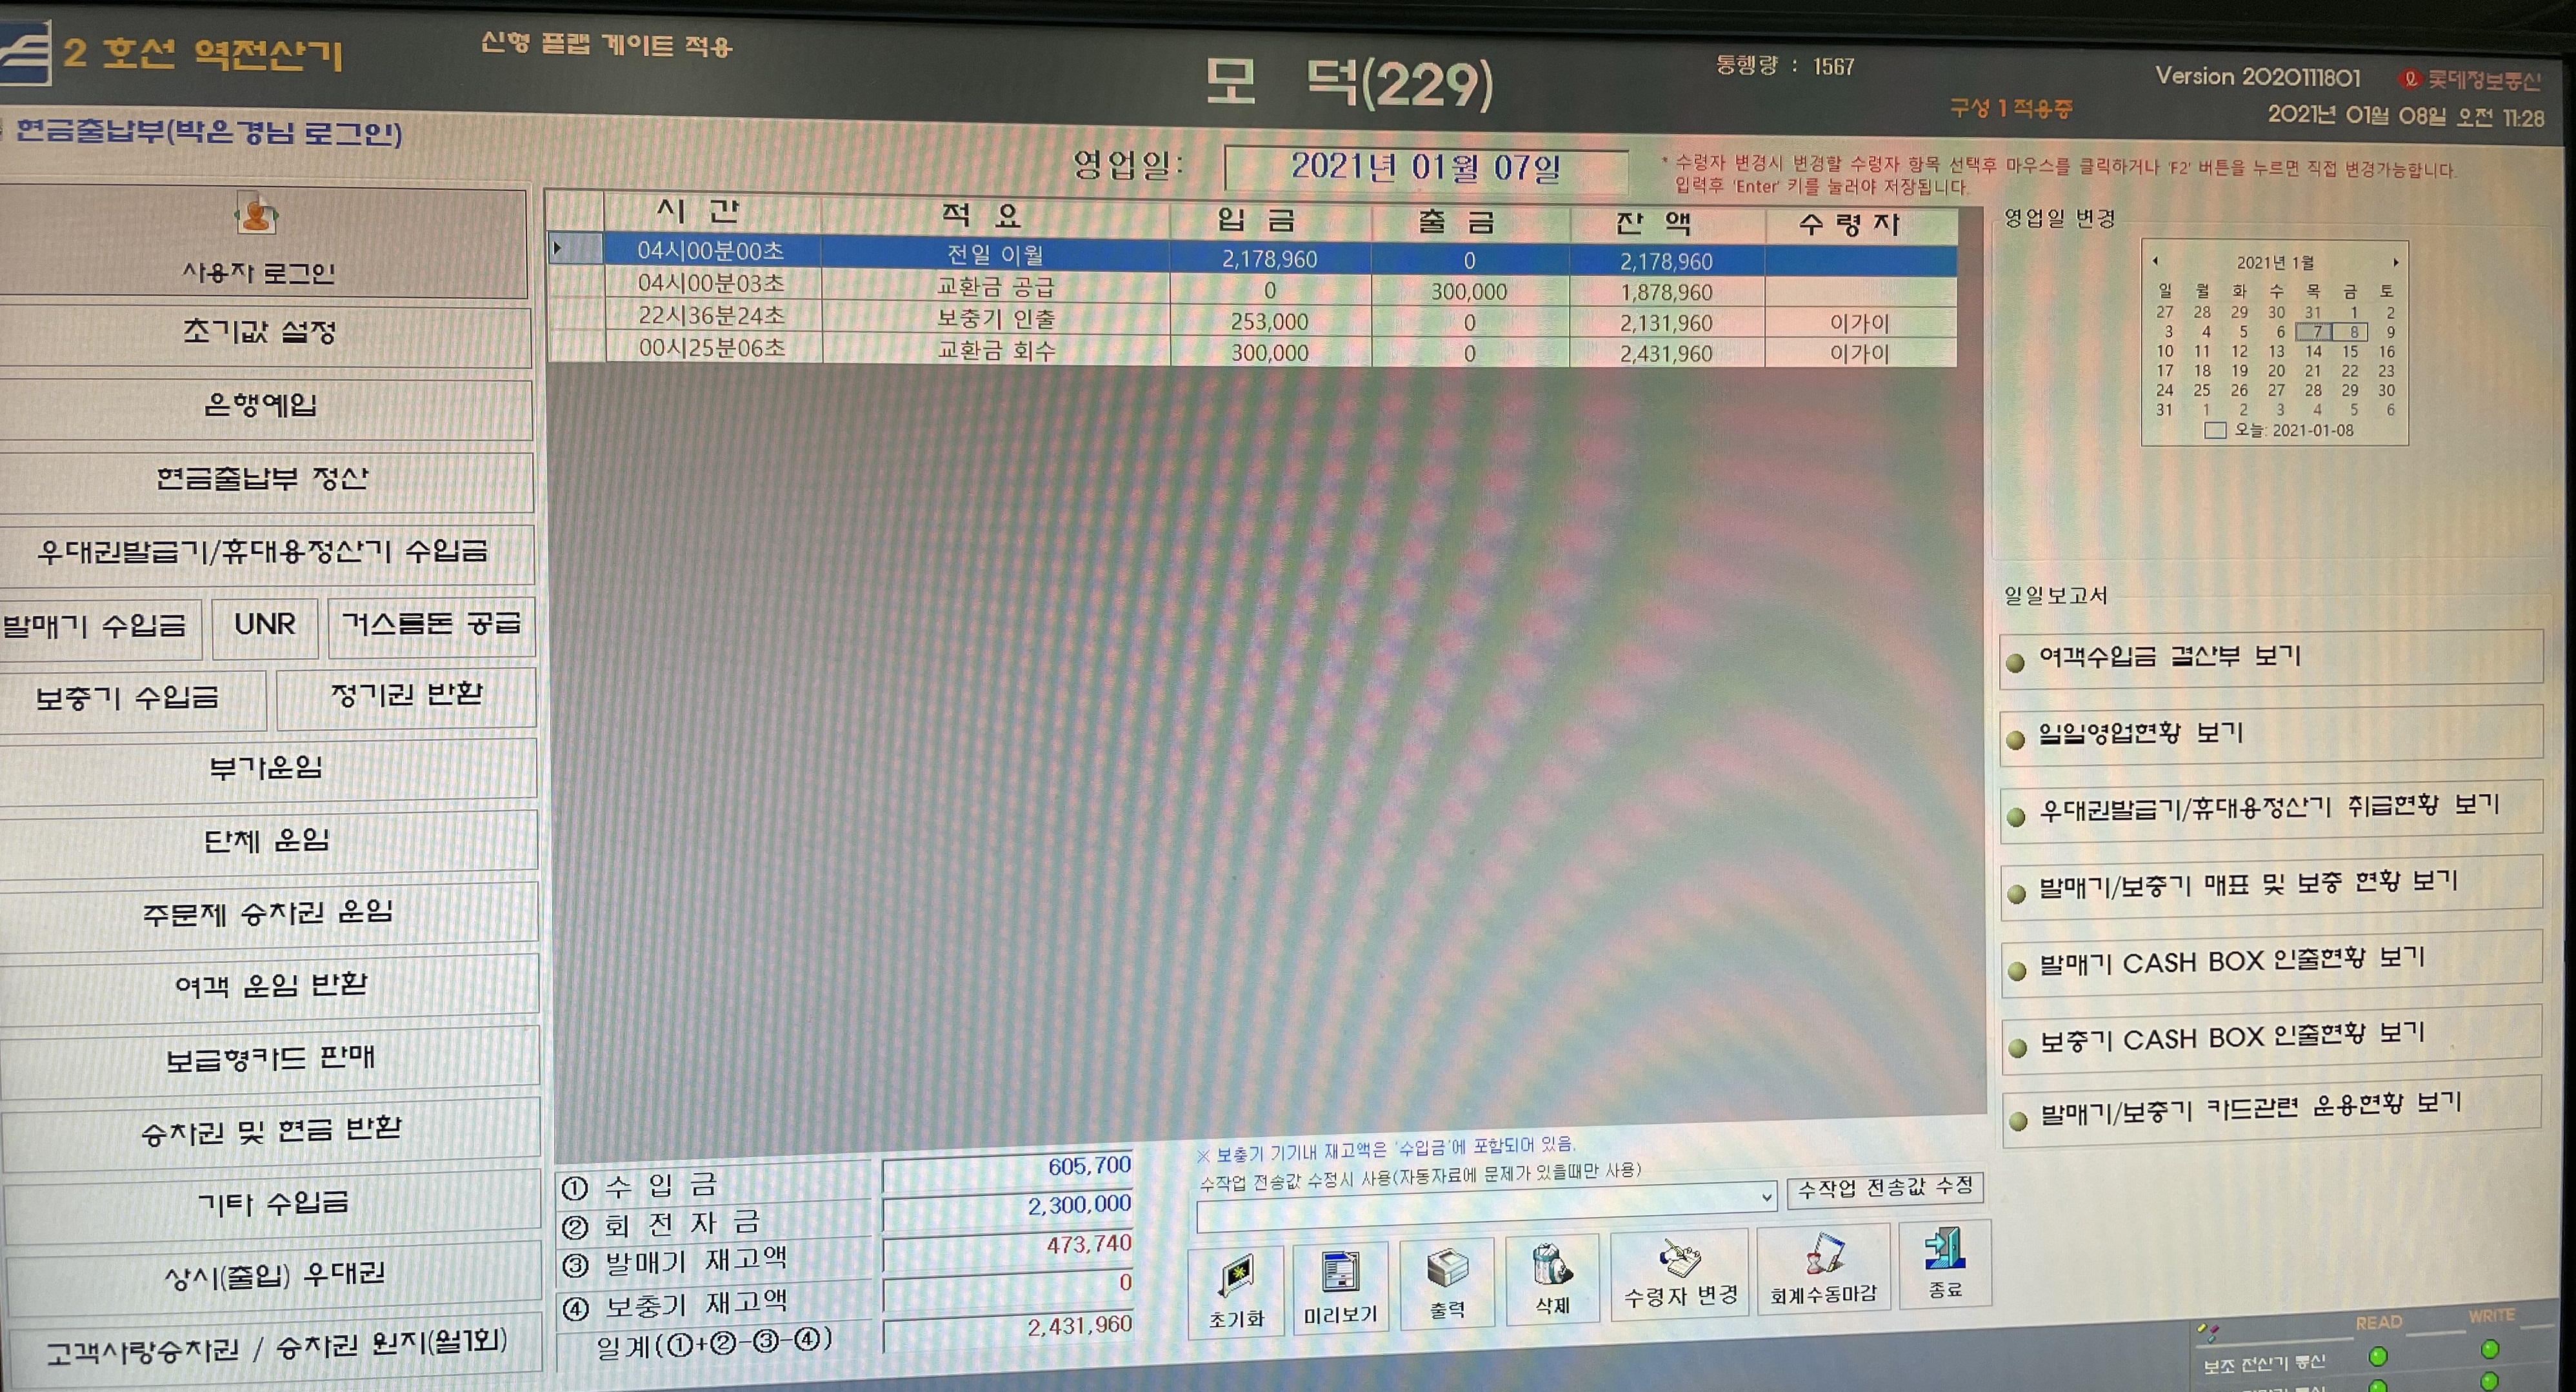 2 호선 역전산기
신형 플랩 게이트 적용
모 덕(229)
통행량 : 1567
구성 1 적용중
Version 2020111801
롯데정보통신
2021년 01월 08일 오전 11:28
현금출납부(박은경님 로그인)
영업일:
2021년 01월 07일
* 수령자 변경시 변경할 수령자 항목 선택후 마우스를 클릭하거나 'F2' 버튼을 누르면 직접 변경가능합니다.
입력후 'Enter' 키를 눌러야 저장됩니다.
사용자 로그인
초기값 설정
은행예입
현금출납부 정산
우대권발급기/휴대용정산기 수입금
발매기 수입금 UNR 거스름돈 공급
보충기 수입금 정기권 반환
부가운임
단체 운임
주문제 승차권 운임
여객 운임 반환
보급형카드 판매
승차권 및 현금 반환
기타 수입금
상시(출입) 우대권
고객사랑승차권 / 승차권 원지(월1회)
시 간 적 요 입 금 출 금 잔 액 수 령 자
04시00분00초 전일 이월 2,178,960 0 2,178,960
04시00분03초 교환금 공급 0 300,000 1,878,960
22시36분24초 보충기 인출 253,000 0 2,131,960 이가이
00시25분06초 교환금 회수 300,000 0 2,431,960 이가이
① 수 입 금 605,700
② 회 전 자 금 2,300,000
③ 발매기 재고액 473,740
④ 보충기 재고액 0
일계(①+②-③-④) 2,431,960
※ 보충기 기기내 재고액은 '수입금'에 포함되어 있음.
수작업 전송값 수정시 사용(자동자료에 문제가 있을때만 사용)
수작업 전송값 수정
초기화 미리보기 출력 삭제 수령자 변경 회계수동마감 종료
영업일 변경
2021년 1월
일 월 화 수 목 금 토
27 28 29 30 31 1 2
3 4 5 6 7 8 9
10 11 12 13 14 15 16
17 18 19 20 21 22 23
24 25 26 27 28 29 30
31 1 2 3 4 5 6
오늘: 2021-01-08
일일보고서
여객수입금 결산부 보기
일일영업현황 보기
우대권발급기/휴대용정산기 취급현황 보기
발매기/보충기 매표 및 보충 현황 보기
발매기 CASH BOX 인출현황 보기
보충기 CASH BOX 인출현황 보기
발매기/보충기 카드관련 운용현황 보기
READ WRITE
보조 전산기 통신